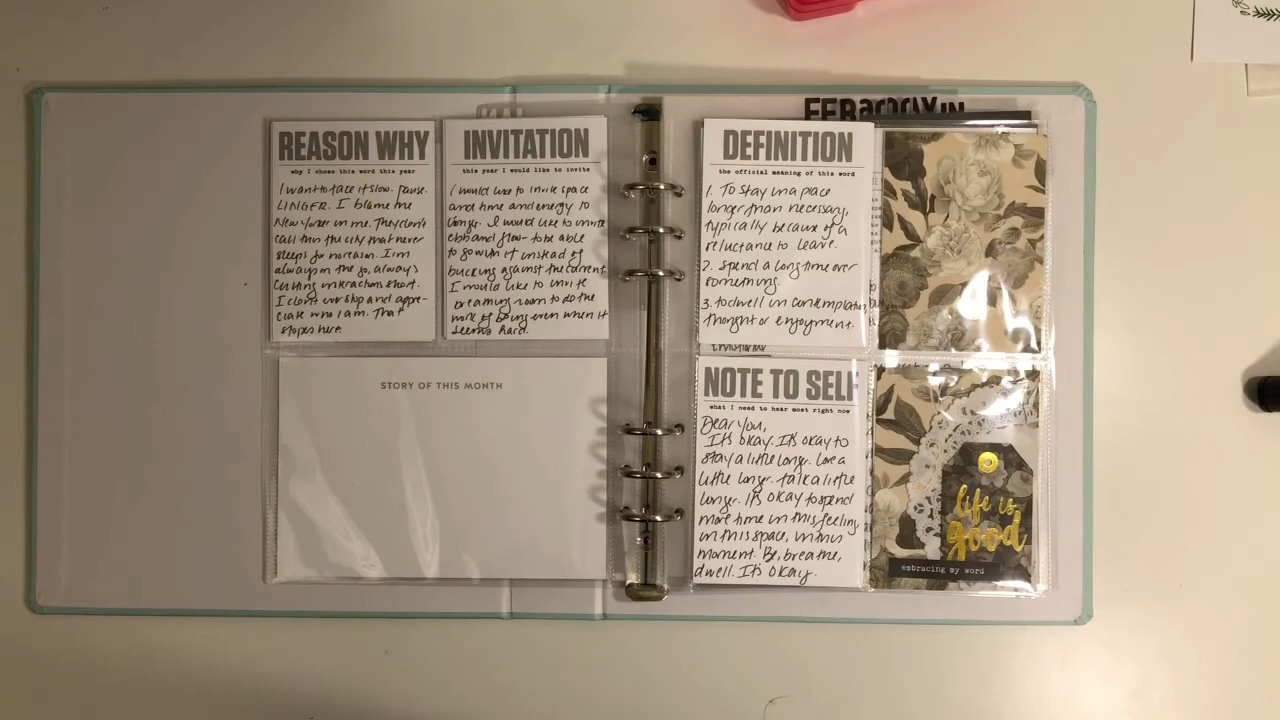 REASON WHY
why I chose this word this year
I want to take it slow. Pause.
LINGER. I blame the
New Yorker in me. They don't
call this the city that never
sleeps for no reason. I'm
always on the go, always
cutting interactions short.
I don't ever stop and appre-
ciate who I am. That
stops here.
INVITATION
this year I would like to invite
I would like to invite space
and time and energy to
linger. I would like to invite
ebb and flow - to be able
to go with it instead of
bucking against the current.
I would like to invite
breathing room to do the
work of being even when it
seems hard.
STORY OF THIS MONTH
DEFINITION
the official meaning of this word
1. To stay in a place
longer than necessary,
typically because of a
reluctance to leave.
2. Spend a long time over
something.
3. to dwell in contemplation,
thought or enjoyment.
NOTE TO SELF
what I need to hear most right now
Dear You,
It's okay. It's okay to
stay a little longer. Love a
little longer. Talk a little
longer. It's okay to spend
more time in this feeling,
in this space, in this
moment. Be, breathe,
dwell. It's okay.
life is
good
embracing my word